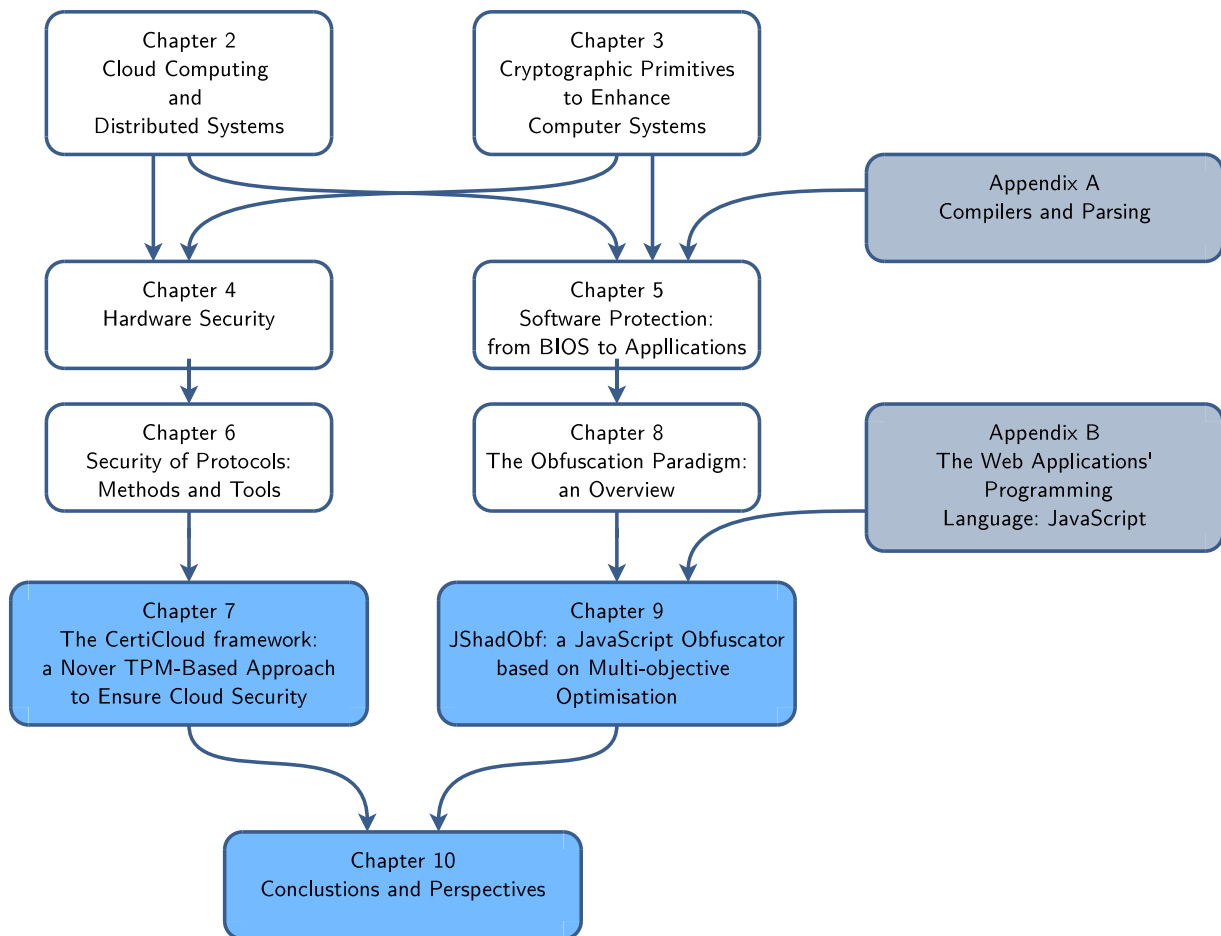 Chapter 2
Cloud Computing
and
Distributed Systems
Chapter 3
Cryptographic Primitives
to Enhance
Computer Systems
Appendix A
Compilers and Parsing
Chapter 4
Hardware Security
Chapter 5
Software Protection:
from BIOS to Appllications
Chapter 6
Security of Protocols:
Methods and Tools
Chapter 8
The Obfuscation Paradigm:
an Overview
Appendix B
The Web Applications'
Programming
Language: JavaScript
Chapter 7
The CertiCloud framework:
a Nover TPM-Based Approach
to Ensure Cloud Security
Chapter 9
JShadObf: a JavaScript Obfuscator
based on Multi-objective
Optimisation
Chapter 10
Conclustions and Perspectives